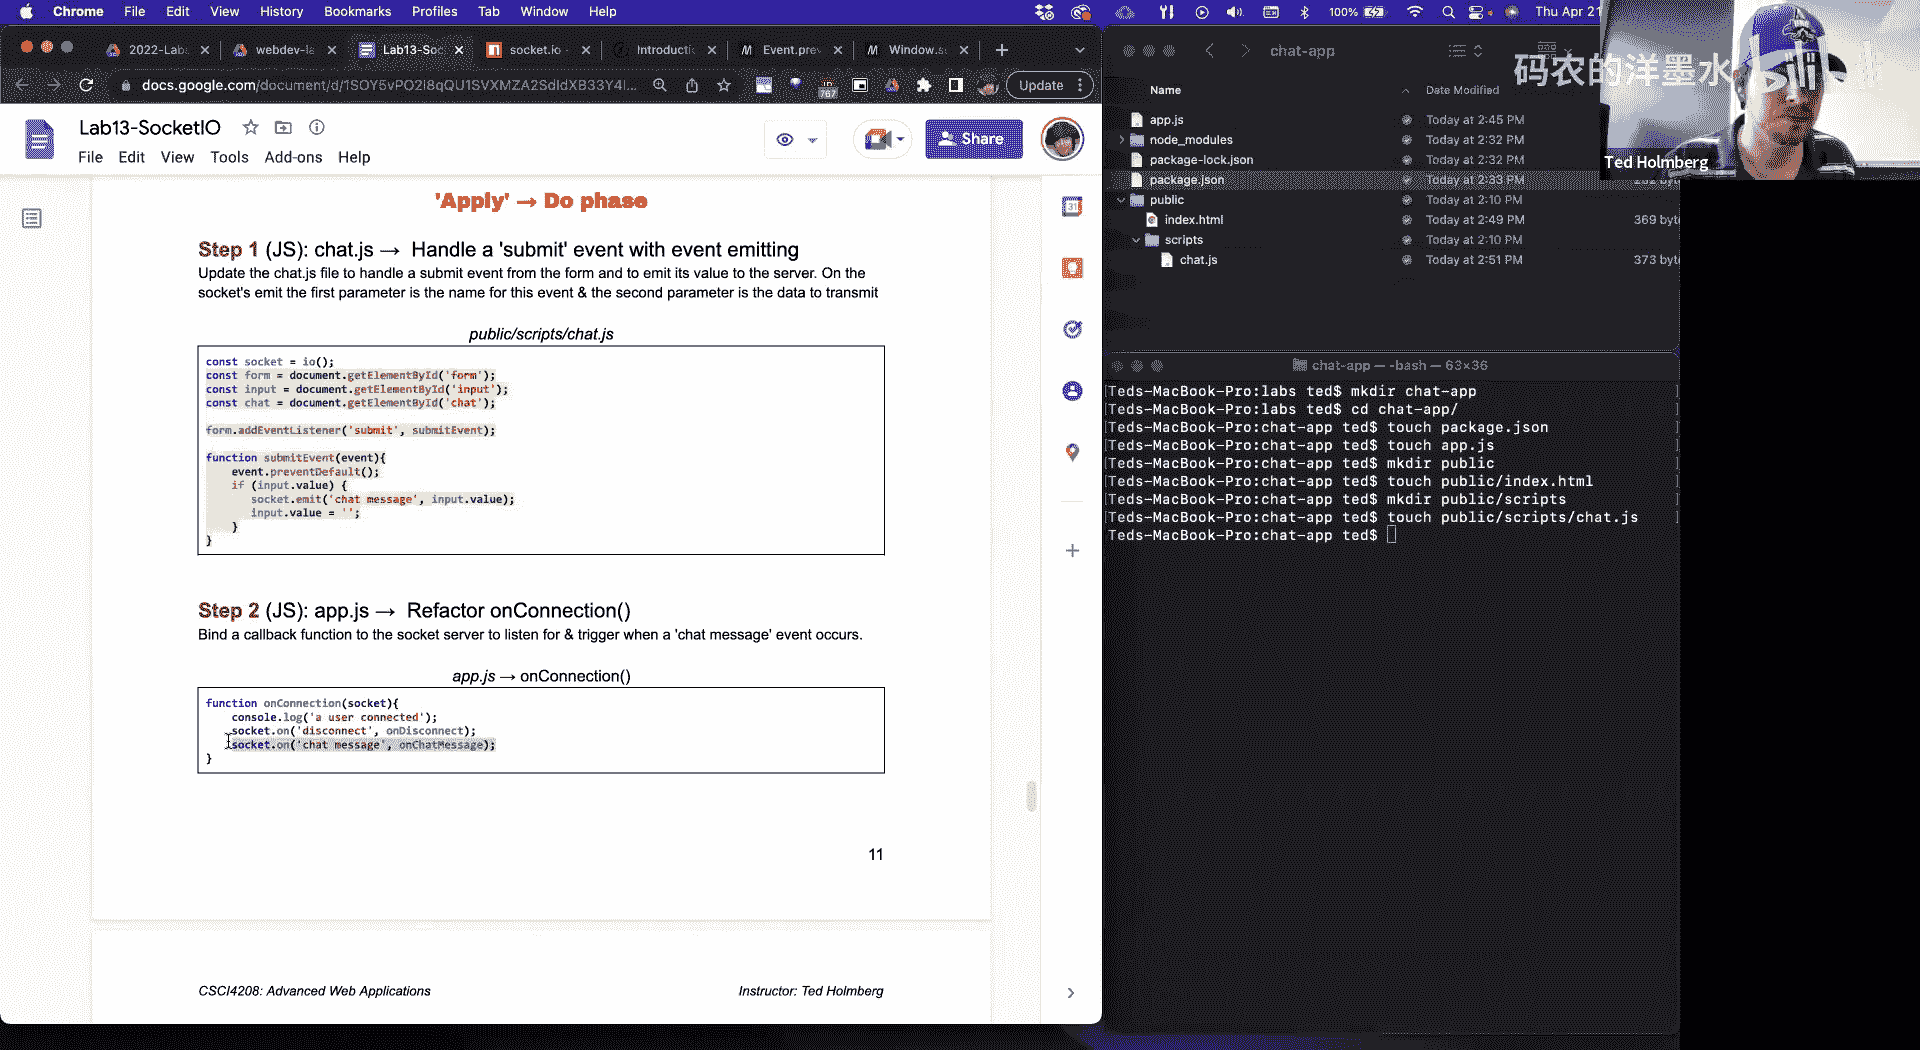 Chrome File Edit View History Bookmarks Profiles Tab Window Help
100% Thu Apr 21
2022-Lab
webdev-la
Lab13-Soc
socket.io -
Introductio
Event.prev
Window.s
docs.google.com/document/d/1SOY5vPO2I8qQU1SVXMZA2SdIdXB33Y4I...
767
Update
Lab13-SocketIO
File Edit View Tools Add-ons Help
Share
'Apply' → Do phase
Step 1 (JS): chat.js → Handle a 'submit' event with event emitting
Update the chat.js file to handle a submit event from the form and to emit its value to the server. On the
socket's emit the first parameter is the name for this event & the second parameter is the data to transmit
public/scripts/chat.js
const socket = io();
const form = document.getElementById('form');
const input = document.getElementById('input');
const chat = document.getElementById('chat');
form.addEventListener('submit', submitEvent);
function submitEvent(event){
event.preventDefault();
if (input.value) {
socket.emit('chat message', input.value);
input.value = '';
}
}
Step 2 (JS): app.js → Refactor onConnection()
Bind a callback function to the socket server to listen for & trigger when a 'chat message' event occurs.
app.js → onConnection()
function onConnection(socket){
console.log('a user connected');
socket.on('disconnect', onDisconnect);
socket.on('chat message', onChatMessage);
}
11
CSCI4208: Advanced Web Applications
Instructor: Ted Holmberg
31
chat-app
Name Date Modified
app.js Today at 2:45 PM
node_modules Today at 2:32 PM
package-lock.json Today at 2:32 PM
package.json Today at 2:33 PM
public Today at 2:10 PM
index.html Today at 2:49 PM 369 byt
scripts Today at 2:10 PM
chat.js Today at 2:51 PM 373 byt
chat-app — -bash — 63×36
[Teds-MacBook-Pro:labs ted$ mkdir chat-app ]
[Teds-MacBook-Pro:labs ted$ cd chat-app/ ]
[Teds-MacBook-Pro:chat-app ted$ touch package.json ]
[Teds-MacBook-Pro:chat-app ted$ touch app.js ]
[Teds-MacBook-Pro:chat-app ted$ mkdir public ]
[Teds-MacBook-Pro:chat-app ted$ touch public/index.html ]
[Teds-MacBook-Pro:chat-app ted$ mkdir public/scripts ]
[Teds-MacBook-Pro:chat-app ted$ touch public/scripts/chat.js ]
Teds-MacBook-Pro:chat-app ted$
码农的洋墨水
bilibili
Ted Holmberg